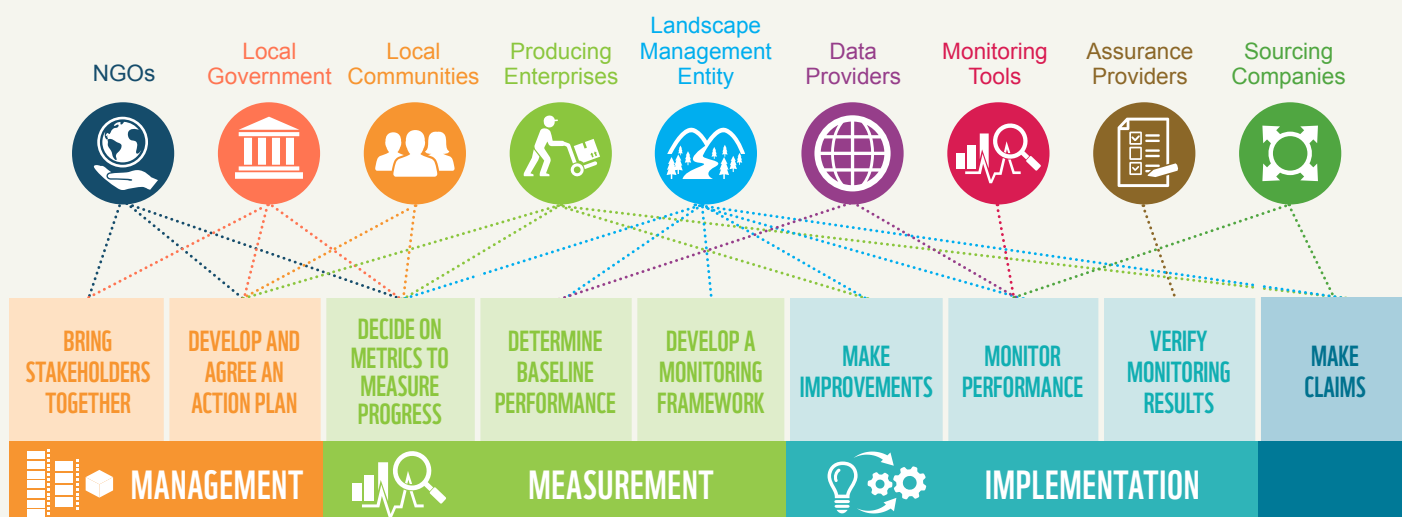 NGOs
Local
Government
Local
Communities
Producing
Enterprises
Landscape
Management
Entity
Data
Providers
Monitoring
Tools
Assurance
Providers
Sourcing
Companies
BRING
STAKEHOLDERS
TOGETHER
DEVELOP AND
AGREE AN
ACTION PLAN
DECIDE ON
METRICS TO
MEASURE
PROGRESS
DETERMINE
BASELINE
PERFORMANCE
DEVELOP A
MONITORING
FRAMEWORK
MAKE
IMPROVEMENTS
MONITOR
PERFORMANCE
VERIFY
MONITORING
RESULTS
MAKE
CLAIMS
MANAGEMENT
MEASUREMENT
IMPLEMENTATION